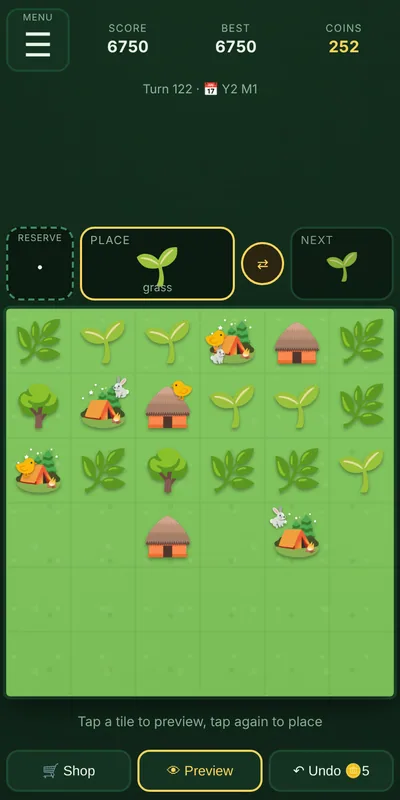 MENU
SCORE
6750
BEST
6750
COINS
252
Turn 122 · 📅 Y2 M1
RESERVE
PLACE
grass
NEXT
Tap a tile to preview, tap again to place
🛒 Shop
👁 Preview
↶ Undo 🪙5